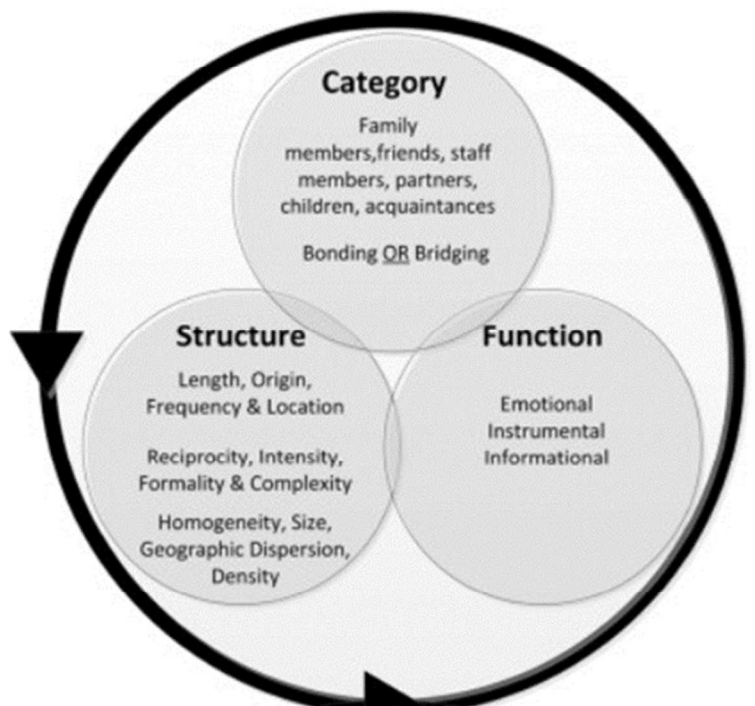 Category
Family
members,friends, staff
members, partners,
children, acquaintances
Bonding OR Bridging
Structure
Length, Origin,
Frequency & Location
Reciprocity, Intensity,
Formality & Complexity
Homogeneity, Size,
Geographic Dispersion,
Density
Function
Emotional
Instrumental
Informational